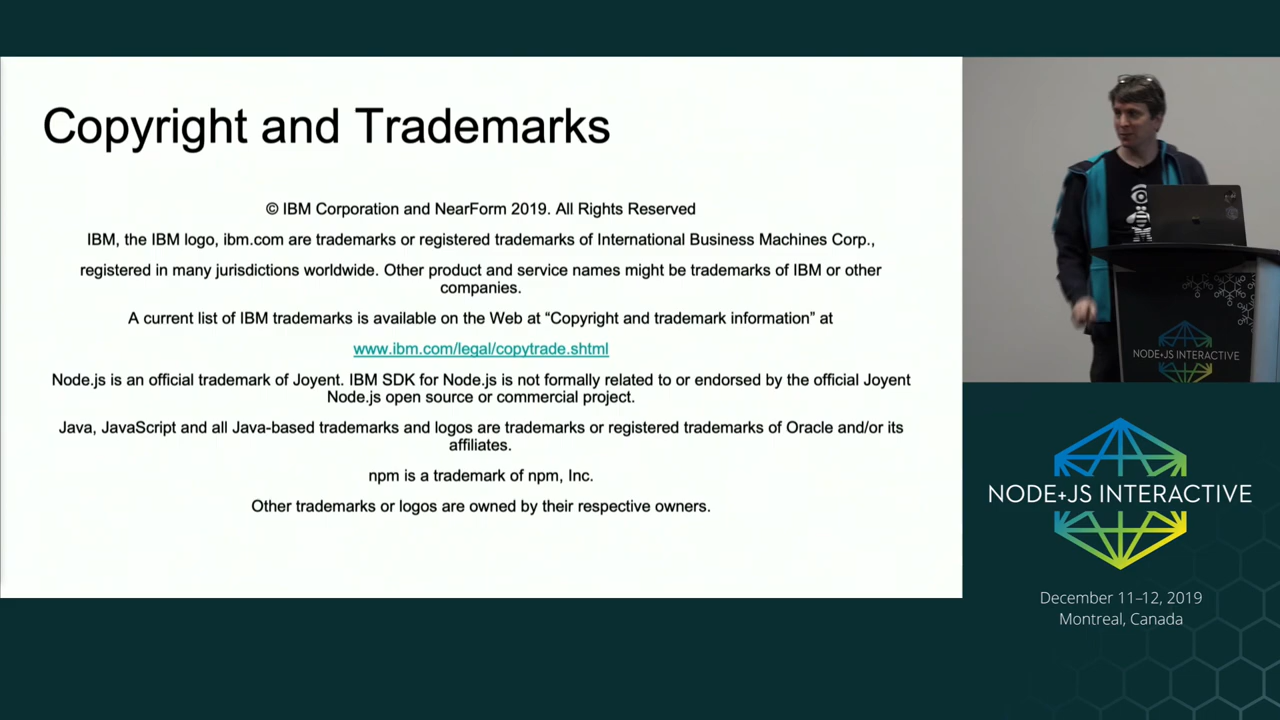 Copyright and Trademarks
© IBM Corporation and NearForm 2019. All Rights Reserved
IBM, the IBM logo, ibm.com are trademarks or registered trademarks of International Business Machines Corp.,
registered in many jurisdictions worldwide. Other product and service names might be trademarks of IBM or other
companies.
A current list of IBM trademarks is available on the Web at “Copyright and trademark information” at
www.ibm.com/legal/copytrade.shtml
Node.js is an official trademark of Joyent. IBM SDK for Node.js is not formally related to or endorsed by the official Joyent
Node.js open source or commercial project.
Java, JavaScript and all Java-based trademarks and logos are trademarks or registered trademarks of Oracle and/or its
affiliates.
npm is a trademark of npm, Inc.
Other trademarks or logos are owned by their respective owners.
NODE+JS INTERACTIVE
NODE+JS INTERACTIVE
December 11–12, 2019
Montreal, Canada